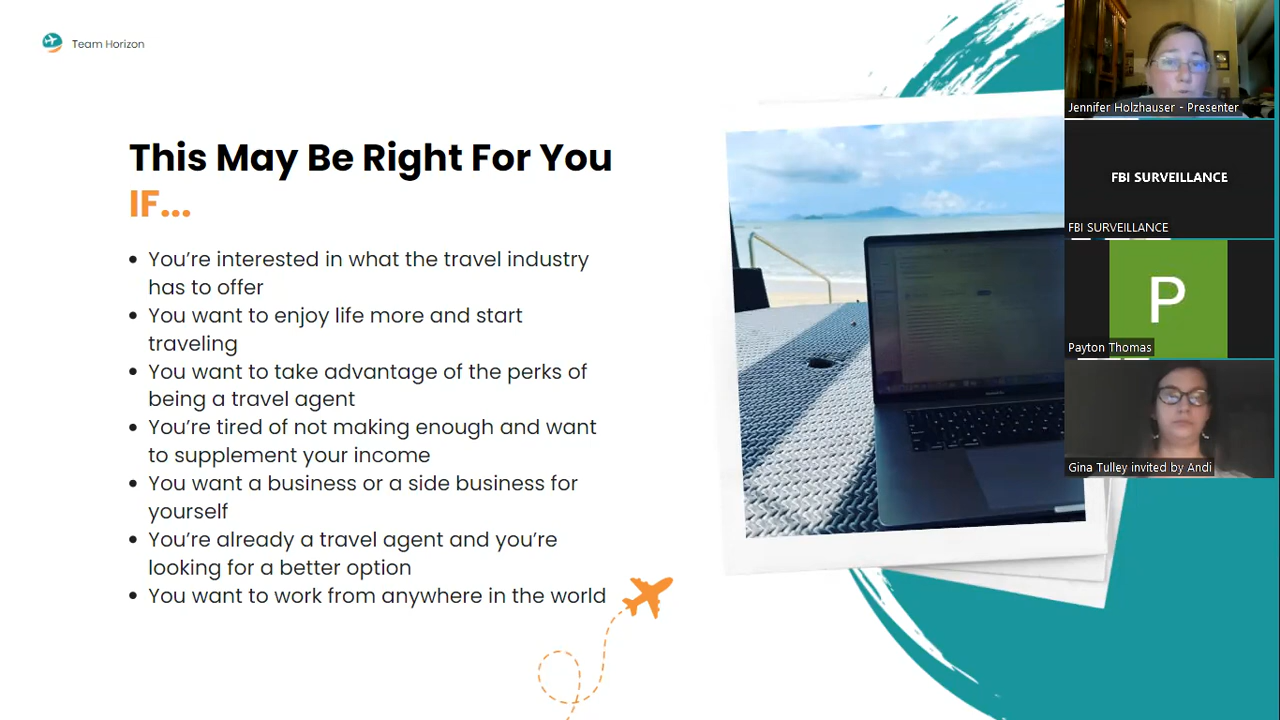 Team Horizon
This May Be Right For You
IF...
• You’re interested in what the travel industry
has to offer
• You want to enjoy life more and start
traveling
• You want to take advantage of the perks of
being a travel agent
• You’re tired of not making enough and want
to supplement your income
• You want a business or a side business for
yourself
• You’re already a travel agent and you’re
looking for a better option
• You want to work from anywhere in the world
Jennifer Holzhauser - Presenter
FBI SURVEILLANCE
FBI SURVEILLANCE
P
Payton Thomas
Gina Tulley invited by Andi